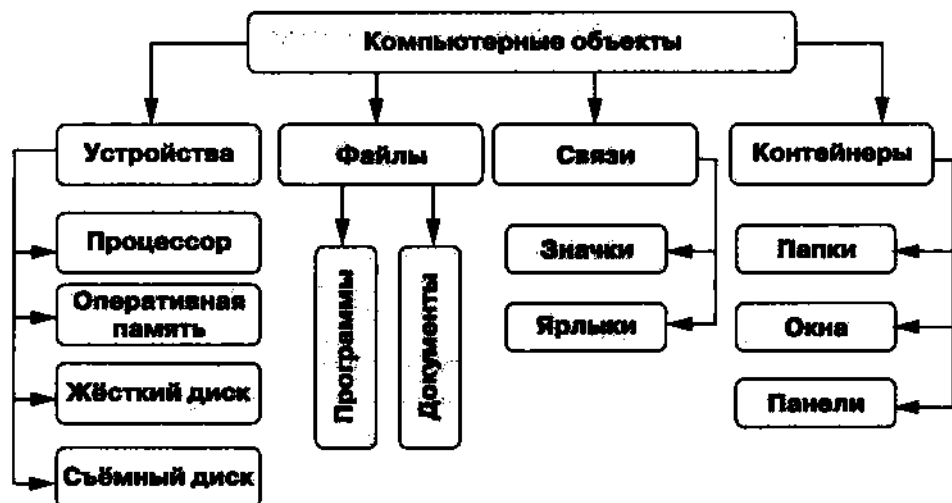 Компьютерные объекты
Устройства
Файлы
Связи
Контейнеры
Процессор
Оперативная
память
Жёсткий диск
Съёмный диск
Программы
Документы
Значки
Ярлыки
Папки
Окна
Панели